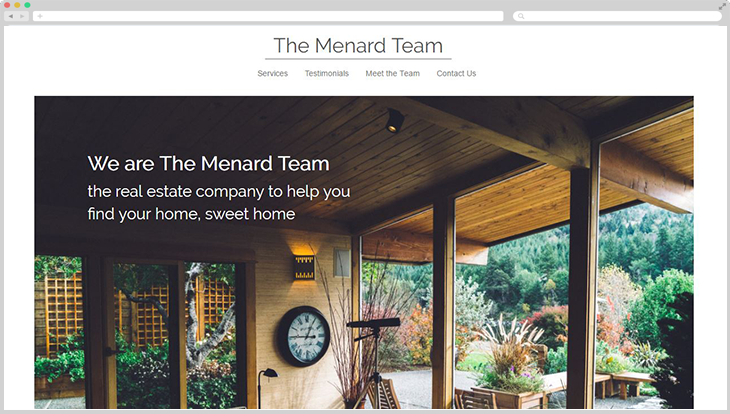 The Menard Team
Services Testimonials Meet the Team Contact Us
We are The Menard Team
the real estate company to help you
find your home, sweet home